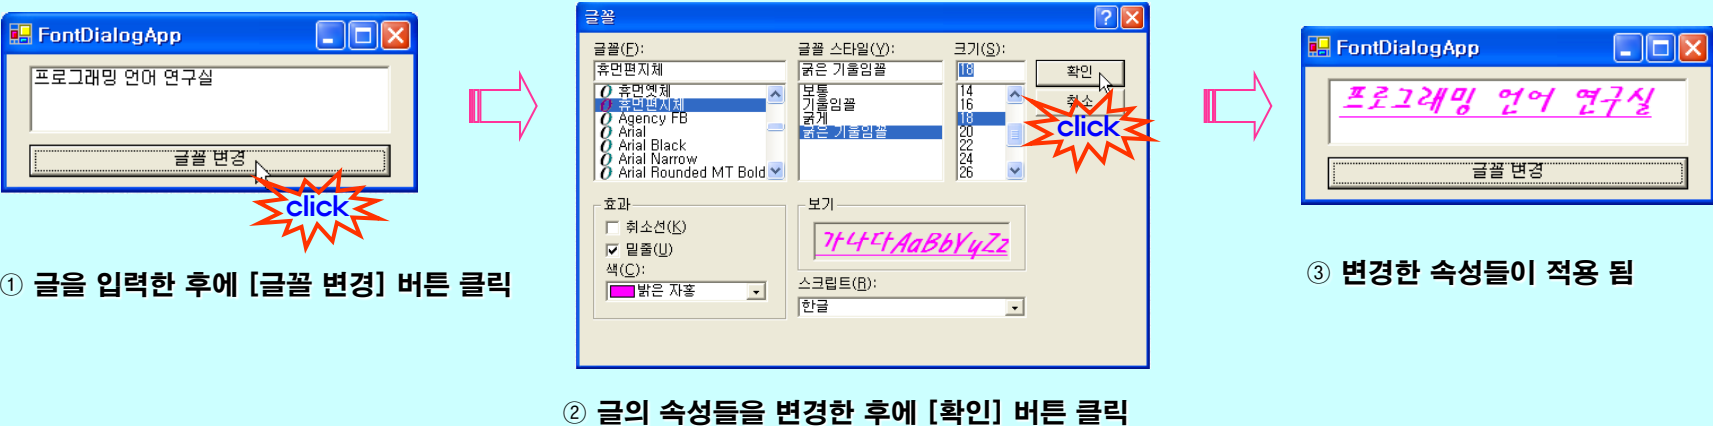 FontDialogApp
프로그래밍 언어 연구실
글꼴 변경
click
① 글을 입력한 후에 [글꼴 변경] 버튼 클릭
글꼴
글꼴(F):
휴먼편지체
휴먼옛체
휴먼편지체
Agency FB
Arial
Arial Black
Arial Narrow
Arial Rounded MT Bold
글꼴 스타일(Y):
굵은 기울임꼴
보통
기울임꼴
굵게
굵은 기울임꼴
크기(S):
18
14
16
18
20
22
24
26
확인
취소
click
효과
취소선(K)
밑줄(U)
색(C):
밝은 자홍
보기
가나다AaBbYyZz
스크립트(R):
한글
② 글의 속성들을 변경한 후에 [확인] 버튼 클릭
FontDialogApp
프로그래밍 언어 연구실
글꼴 변경
③ 변경한 속성들이 적용 됨